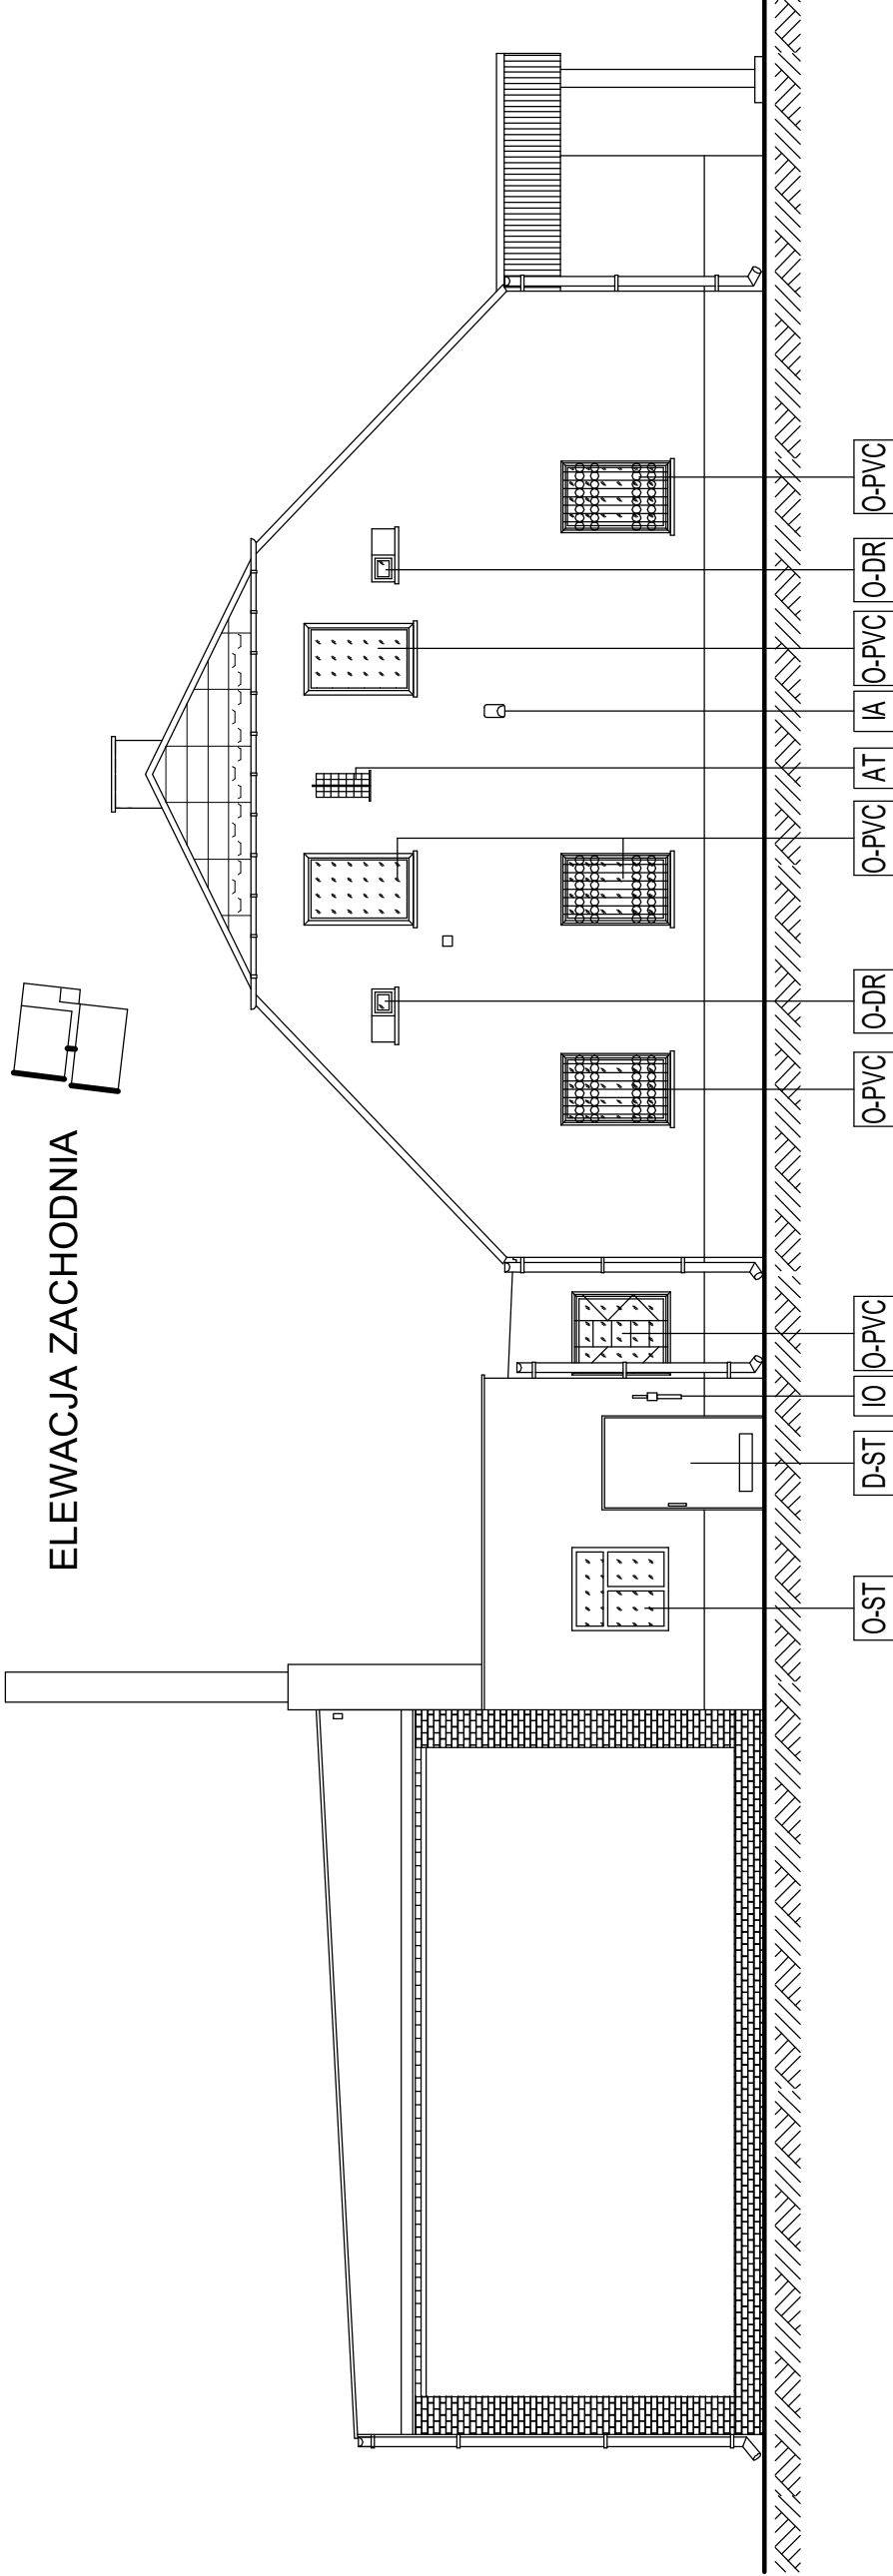 ELEWACJA ZACHODNIA
O-ST
D-ST
IO
O-PVC
O-PVC
O-DR
O-PVC
AT
IA
O-PVC
O-DR
O-PVC